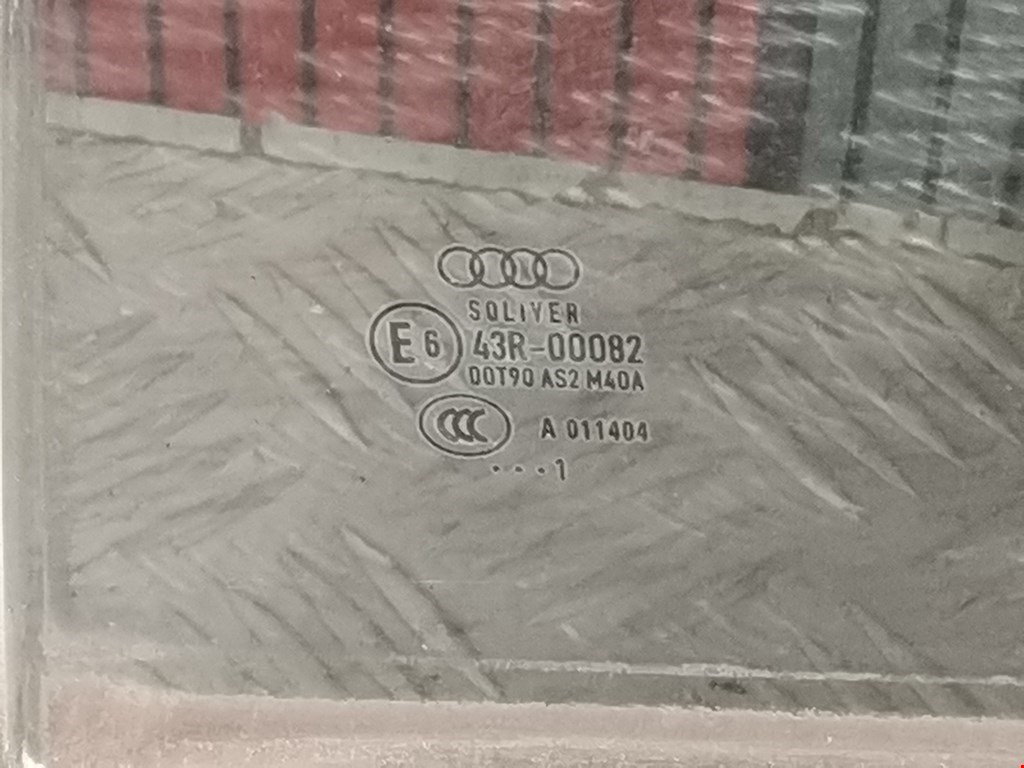 SOLIVER
E6 43R-00082
DOT90 AS2 M40A
CCC A 011404
...1